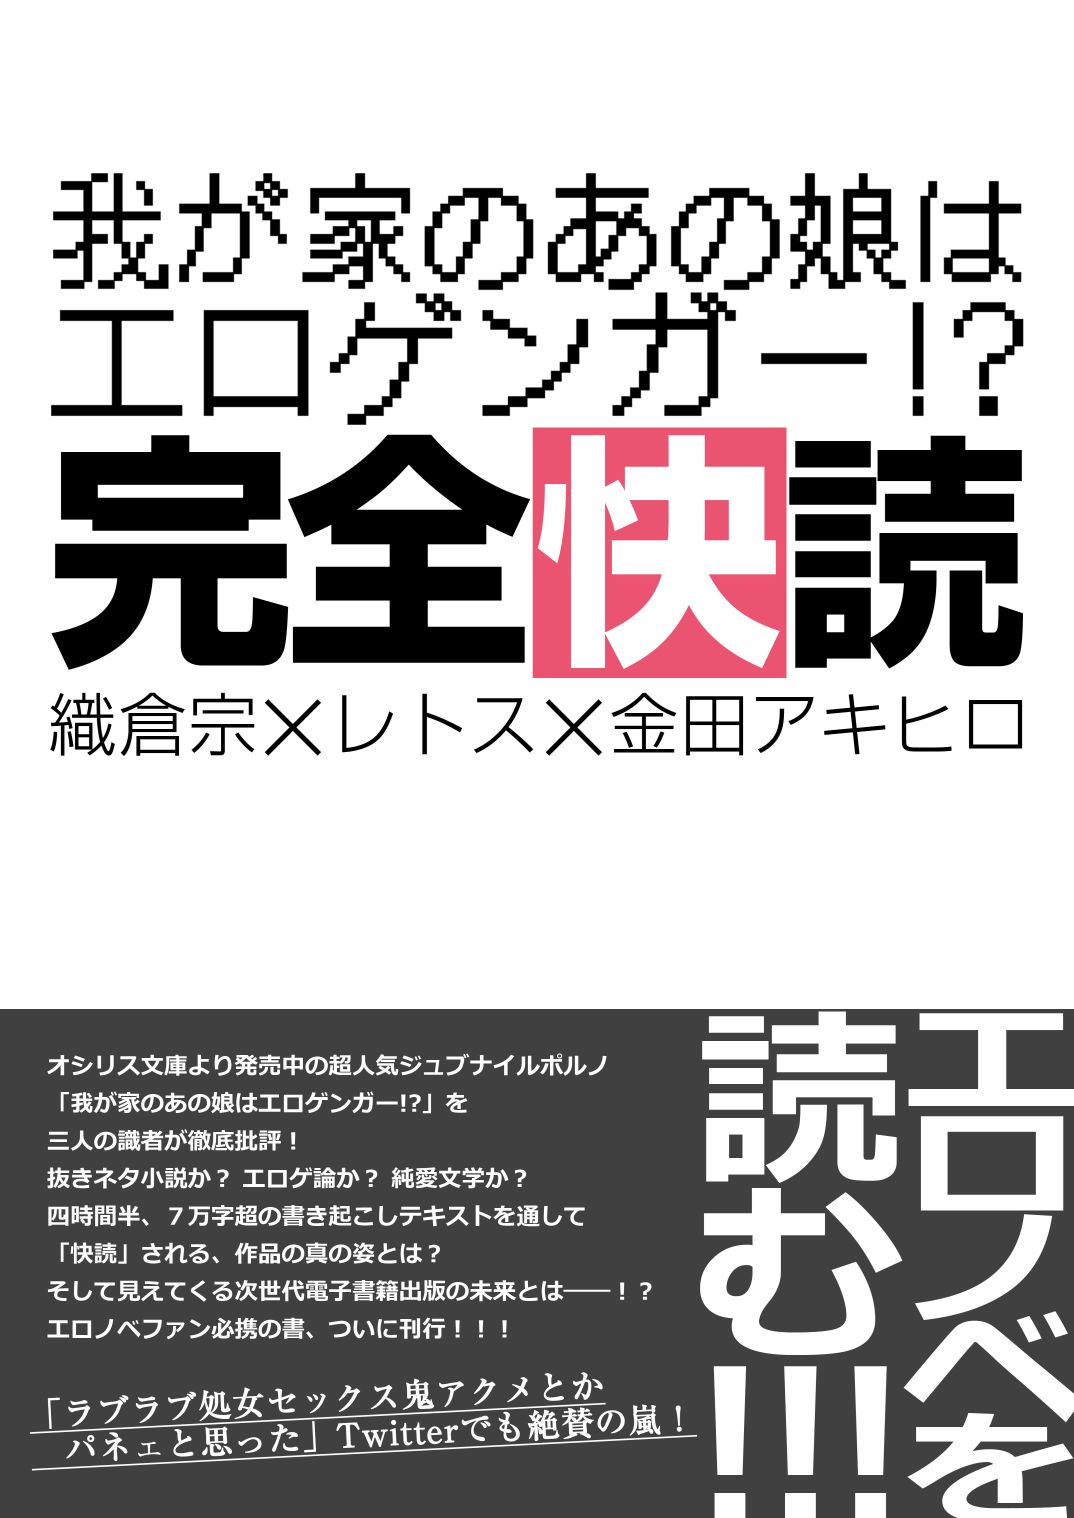 我が家のあの娘は
エロゲンガー!?
完全快読
織倉宗×レトス×金田アキヒロ
エロノベを
読む!!!
オシリス文庫より発売中の超人気ジュブナイルポルノ
「我が家のあの娘はエロゲンガー!?」を
三人の識者が徹底批評！
抜きネタ小説か？ エロゲ論か？ 純愛文学か？
四時間半、７万字超の書き起こしテキストを通して
「快読」される、作品の真の姿とは？
そして見えてくる次世代電子書籍出版の未来とは――！？
エロノベファン必携の書、ついに刊行！！！
「ラブラブ処女セックス鬼アクメとか
パネェと思った」Twitterでも絶賛の嵐！